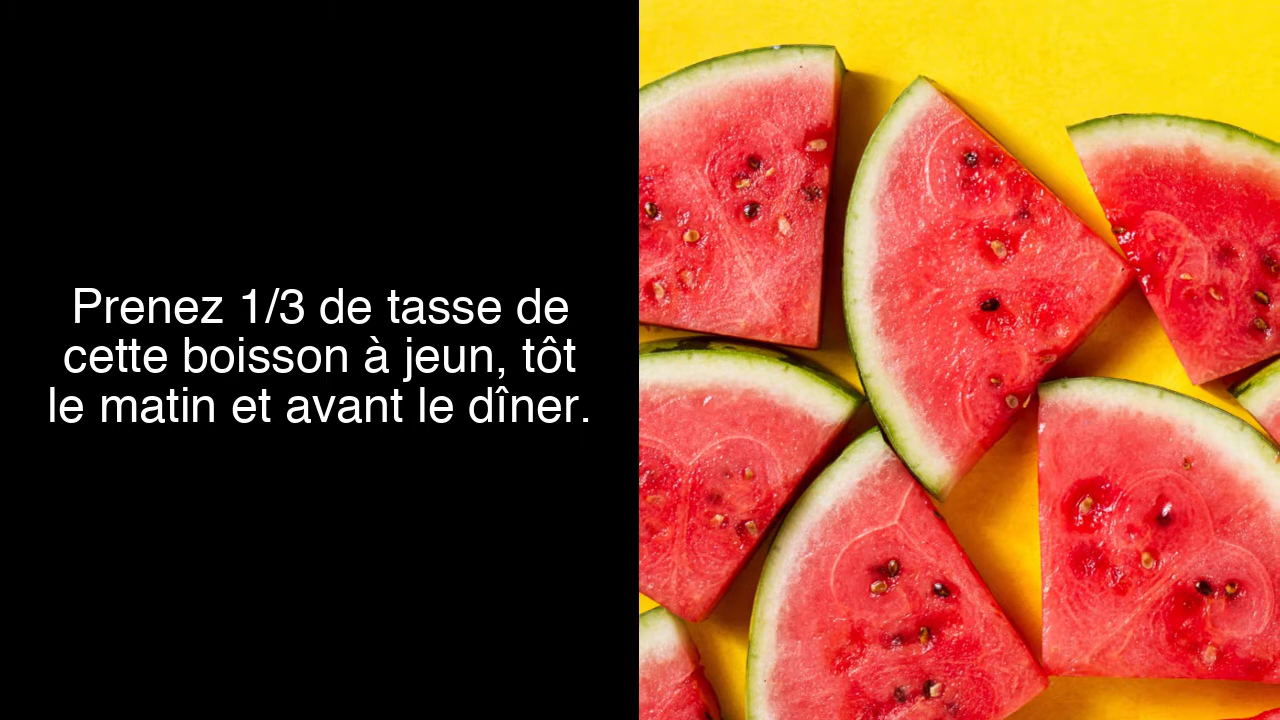 Prenez 1/3 de tasse de
cette boisson à jeun, tôt
le matin et avant le dîner.